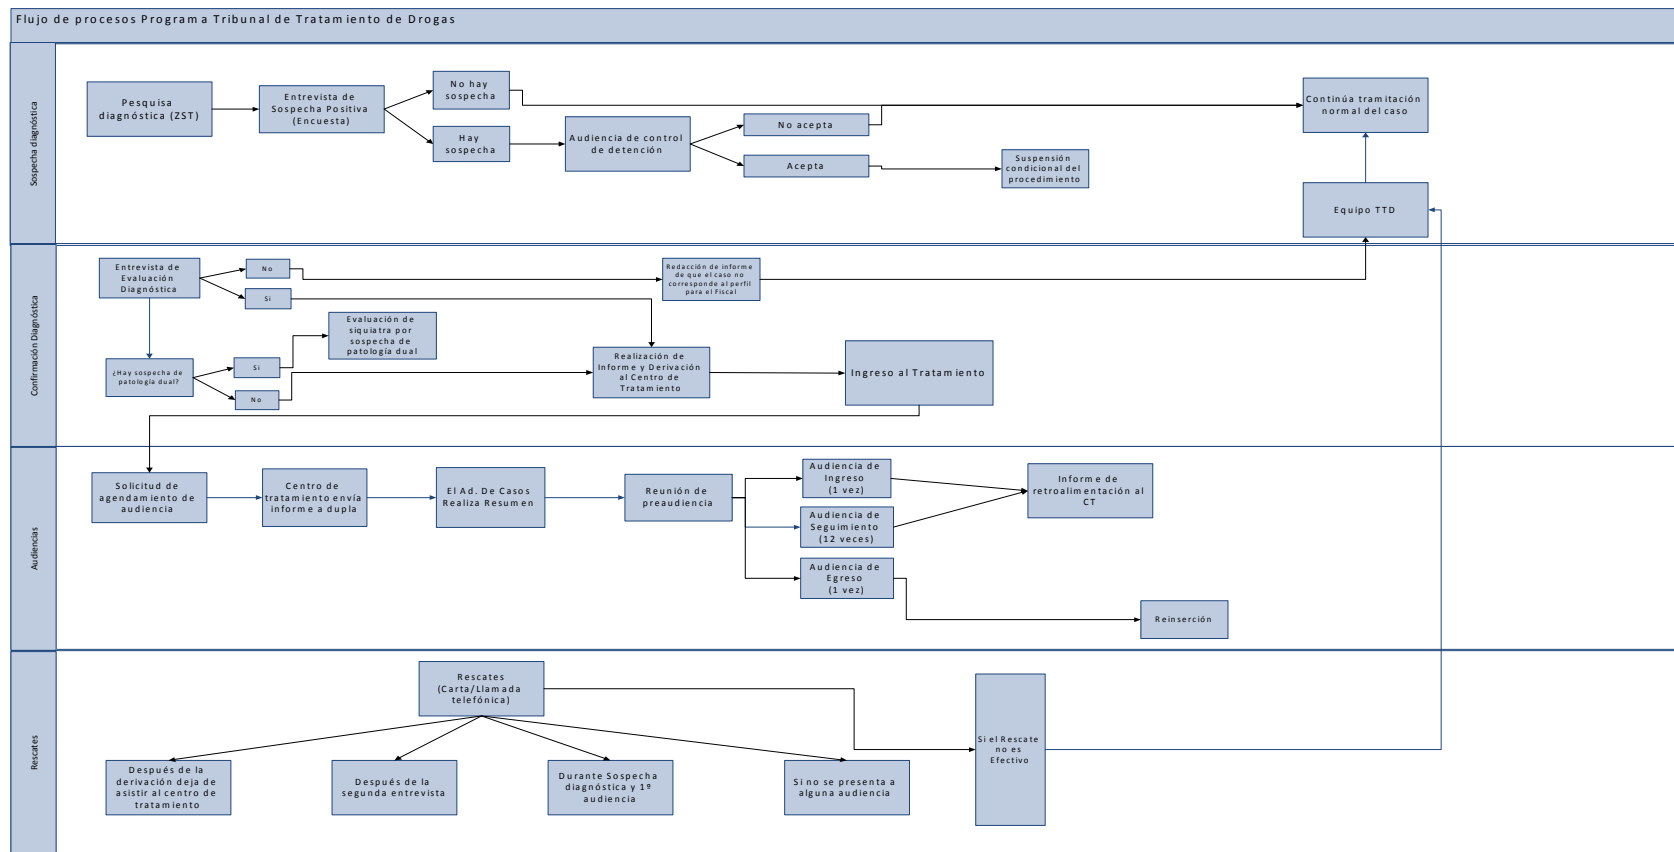 Flujo de procesos Programa Tribunal de Tratamiento de Drogas
Sospecha diagnóstica
Pesquisa
diagnóstica (ZST)
Entrevista de
Sospecha Positiva
(Encuesta)
No hay
sospecha
Hay
sospecha
Audiencia de control
de detención
No acepta
Acepta
Suspensión
condicional del
procedimiento
Continúa tramitación
normal del caso
Equipo TTD
Confirmación Diagnóstica
Entrevista de
Evaluación
Diagnóstica
No
Si
Redacción de informe
de que el caso no
corresponde al perfil
para el Fiscal
¿Hay sospecha de
patología dual?
Si
No
Evaluación de
siquiatra por
sospecha de
patología dual
Realización de
Informe y Derivación
al Centro de
Tratamiento
Ingreso al Tratamiento
Audiencias
Solicitud de
agendamiento de
audiencia
Centro de
tratamiento envía
informe a dupla
El Ad. De Casos
Realiza Resumen
Reunión de
preaudiencia
Audiencia de
Ingreso
(1 vez)
Audiencia de
Seguimiento
(12 veces)
Audiencia de
Egreso
(1 vez)
Informe de
retroalimentación al
CT
Reinserción
Rescates
Rescates
(Carta/Llamada
telefónica)
Después de la
derivación deja de
asistir al centro de
tratamiento
Después de la
segunda entrevista
Durante Sospecha
diagnóstica y 1º
audiencia
Si no se presenta a
alguna audiencia
Si el Rescate
no es
Efectivo